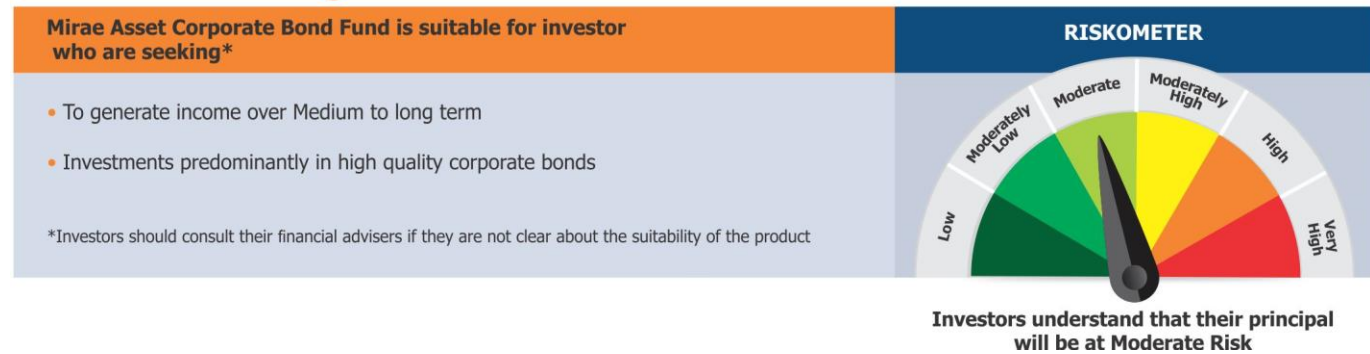 Mirae Asset Corporate Bond Fund is suitable for investor
who are seeking*
• To generate income over Medium to long term
• Investments predominantly in high quality corporate bonds
*Investors should consult their financial advisers if they are not clear about the suitability of the product
RISKOMETER
Low
Moderately
Low
Moderate
Moderately
High
High
Very
High
Investors understand that their principal
will be at Moderate Risk